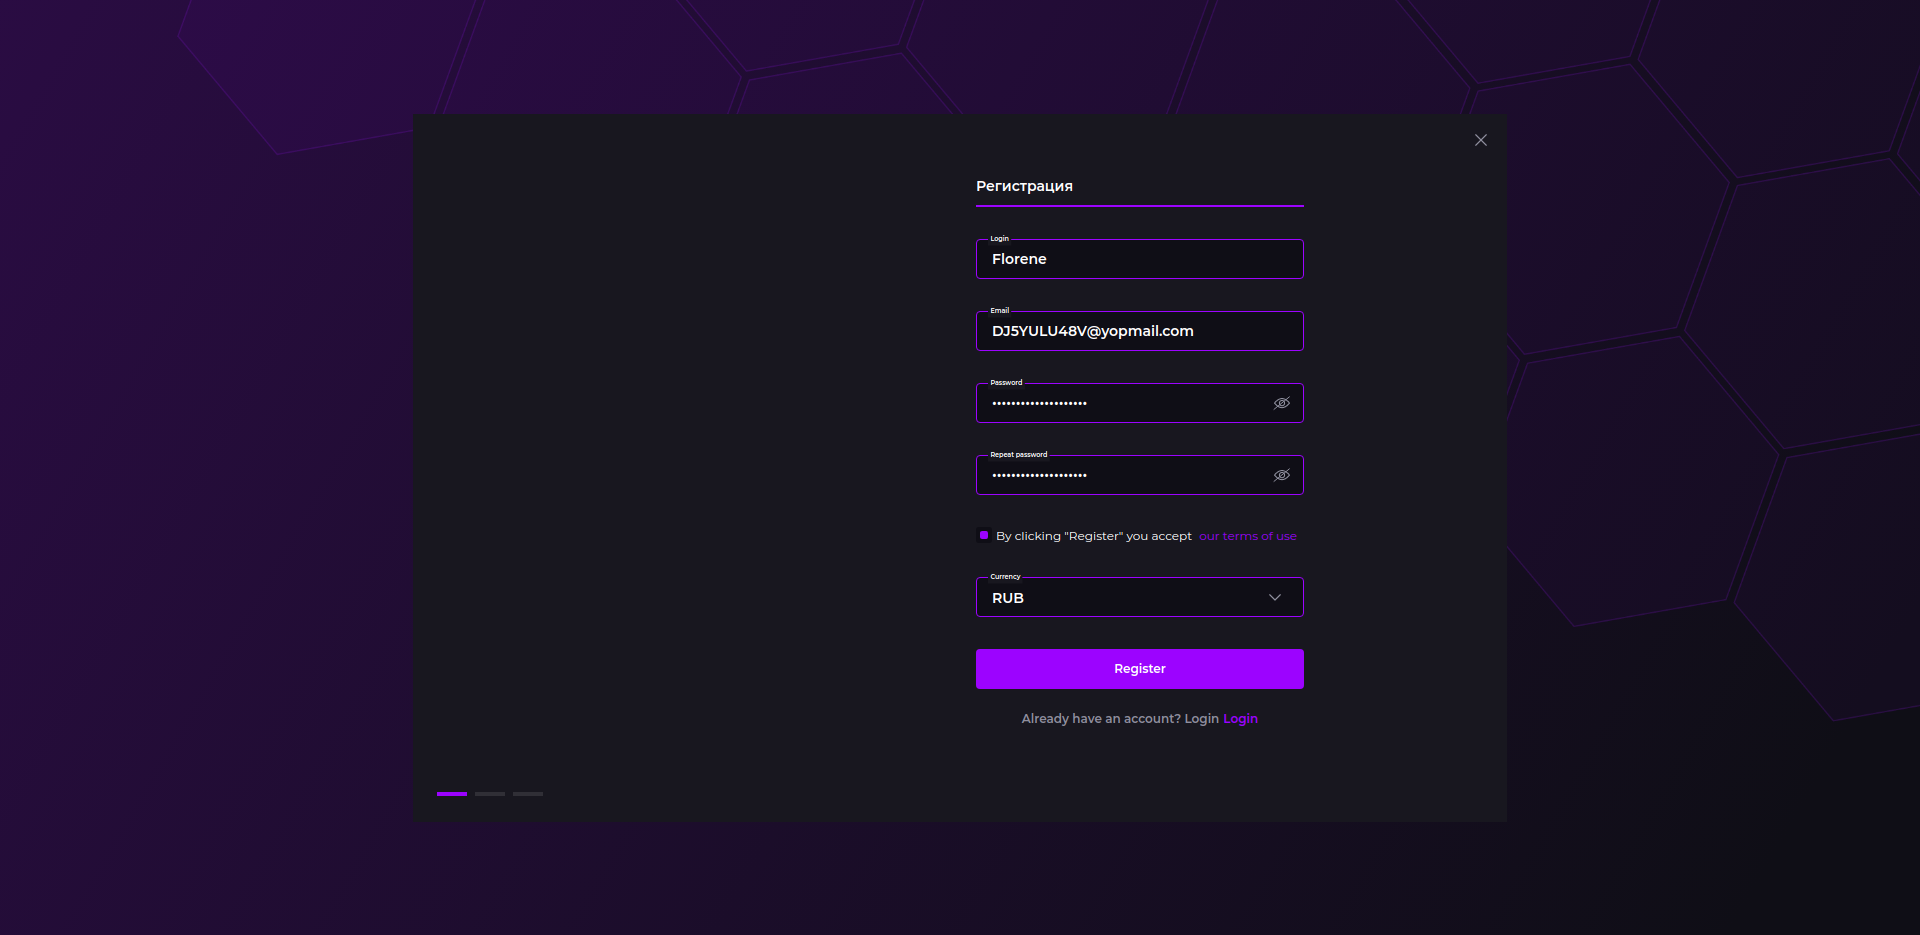 Регистрация
Login
Florene
Email
DJ5YULU48V@yopmail.com
Password
•••••••••••••••••••
Repeat password
•••••••••••••••••••
By clicking "Register" you accept our terms of use
Currency
RUB
Register
Already have an account? Login Login